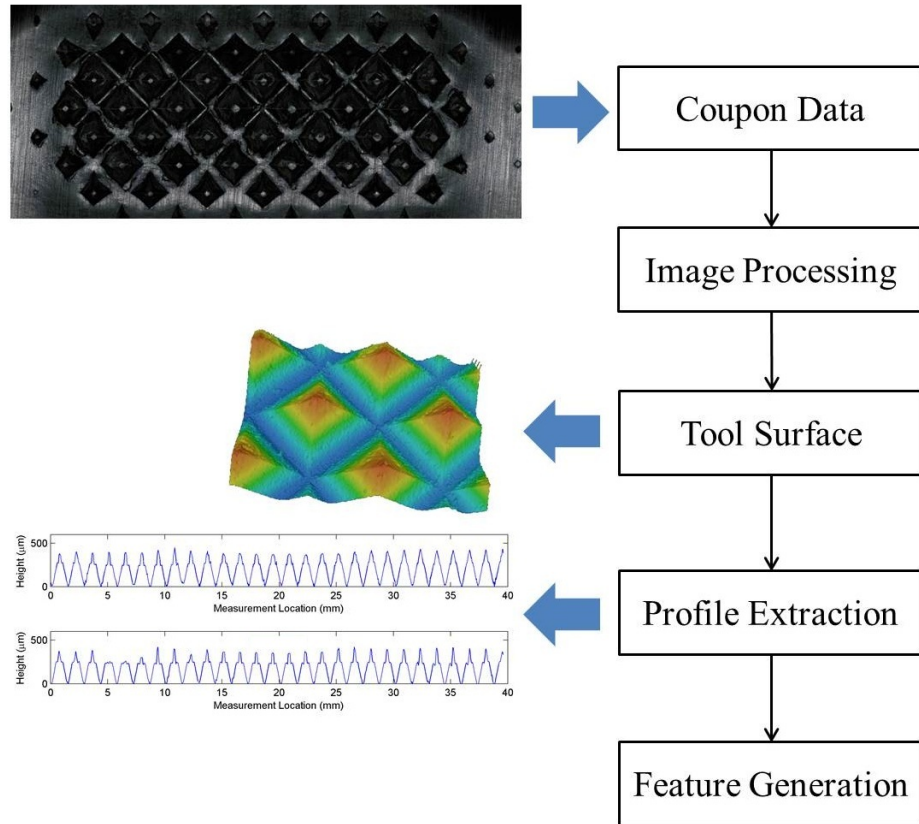 Coupon Data
Image Processing
Tool Surface
Profile Extraction
Feature Generation
Height (μm)
500
0
0 5 10 15 20 25 30 35 40
Measurement Location (mm)
Height (μm)
500
0
0 5 10 15 20 25 30 35 40
Measurement Location (mm)